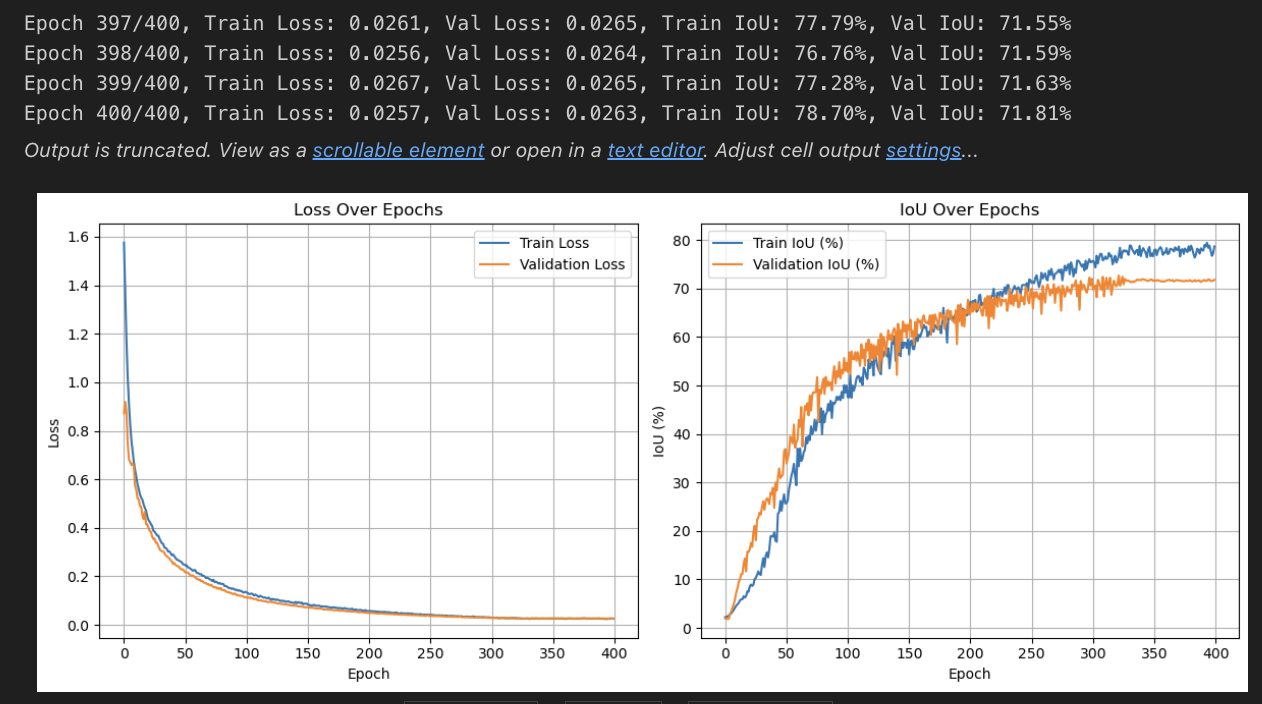 Epoch 397/400, Train Loss: 0.0261, Val Loss: 0.0265, Train IoU: 77.79%, Val IoU: 71.55%
Epoch 398/400, Train Loss: 0.0256, Val Loss: 0.0264, Train IoU: 76.76%, Val IoU: 71.59%
Epoch 399/400, Train Loss: 0.0267, Val Loss: 0.0265, Train IoU: 77.28%, Val IoU: 71.63%
Epoch 400/400, Train Loss: 0.0257, Val Loss: 0.0263, Train IoU: 78.70%, Val IoU: 71.81%
Output is truncated. View as a scrollable element or open in a text editor. Adjust cell output settings...
Loss Over Epochs
Train Loss
Validation Loss
1.6
1.4
1.2
1.0
0.8
0.6
0.4
0.2
0.0
Loss
0 50 100 150 200 250 300 350 400
Epoch
IoU Over Epochs
Train IoU (%)
Validation IoU (%)
80
70
60
50
40
30
20
10
0
IoU (%)
0 50 100 150 200 250 300 350 400
Epoch